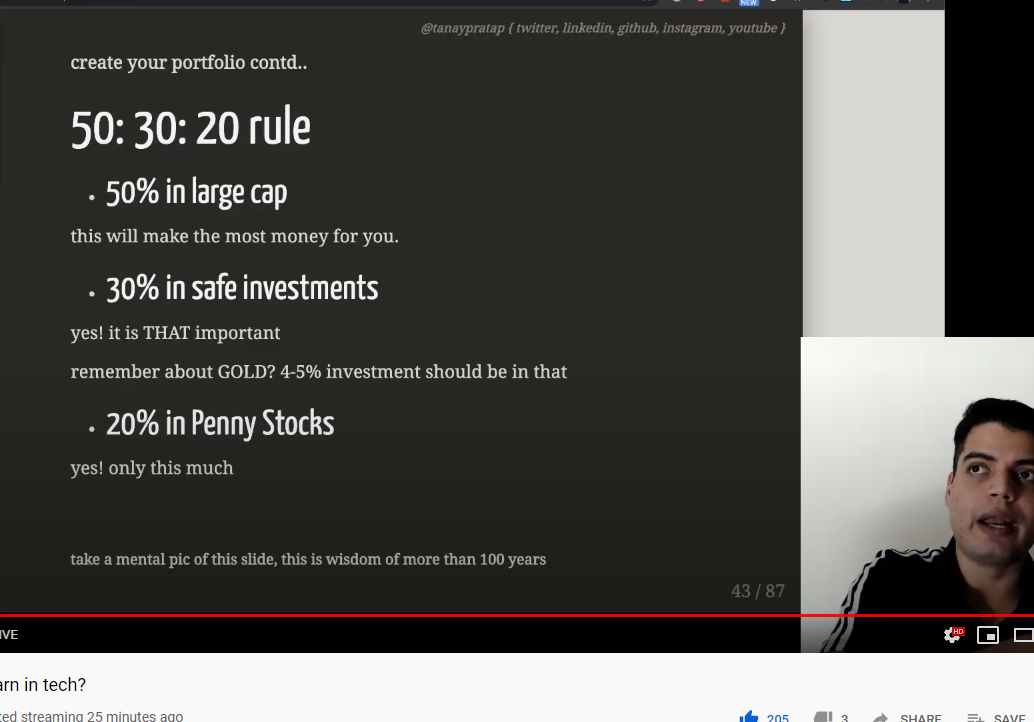 NEW
@tanaypratap { twitter, linkedin, github, instagram, youtube }
create your portfolio contd..
50: 30: 20 rule
• 50% in large cap
this will make the most money for you.
• 30% in safe investments
yes! it is THAT important
remember about GOLD? 4-5% investment should be in that
• 20% in Penny Stocks
yes! only this much
take a mental pic of this slide, this is wisdom of more than 100 years
43 / 87
IVE
HD
arn in tech?
ted streaming 25 minutes ago
205
3
SHARE
SAVE